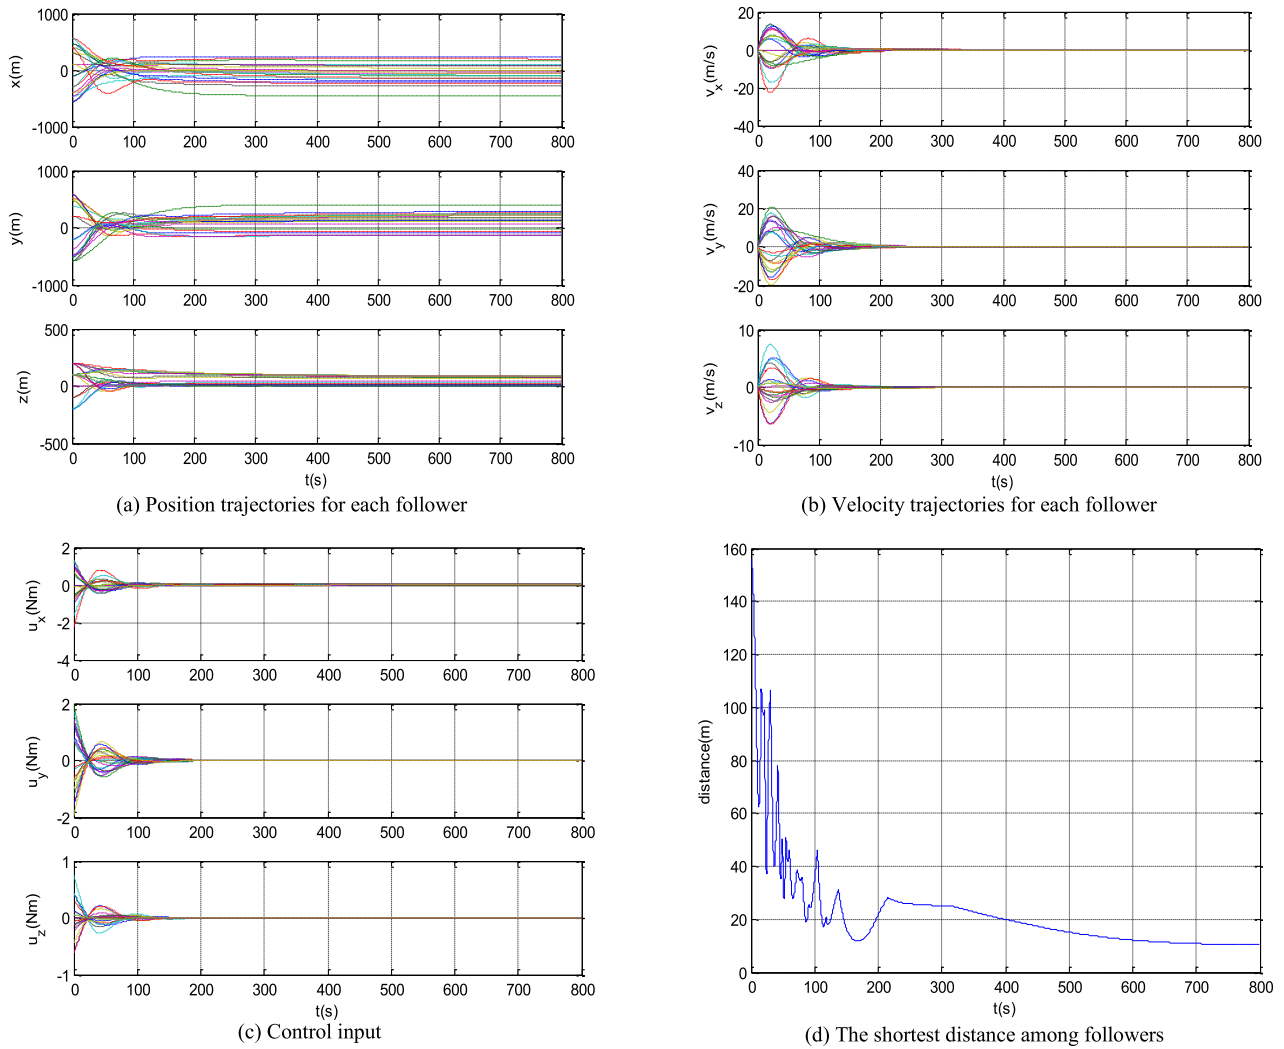 1000
0
-1000
x(m)
0 100 200 300 400 500 600 700 800
1000
0
-1000
y(m)
0 100 200 300 400 500 600 700 800
500
0
-500
z(m)
0 100 200 300 400 500 600 700 800
t(s)
(a) Position trajectories for each follower
20
0
-20
-40
v_x(m/s)
0 100 200 300 400 500 600 700 800
40
20
0
-20
v_y(m/s)
0 100 200 300 400 500 600 700 800
10
0
-10
v_z(m/s)
0 100 200 300 400 500 600 700 800
t(s)
(b) Velocity trajectories for each follower
2
0
-2
-4
u_x(Nm)
0 100 200 300 400 500 600 700 800
2
0
-2
u_y(Nm)
0 100 200 300 400 500 600 700 800
1
0
-1
u_z(Nm)
0 100 200 300 400 500 600 700 800
t(s)
(c) Control input
160
140
120
100
80
60
40
20
0
distance(m)
0 100 200 300 400 500 600 700 800
t(s)
(d) The shortest distance among followers